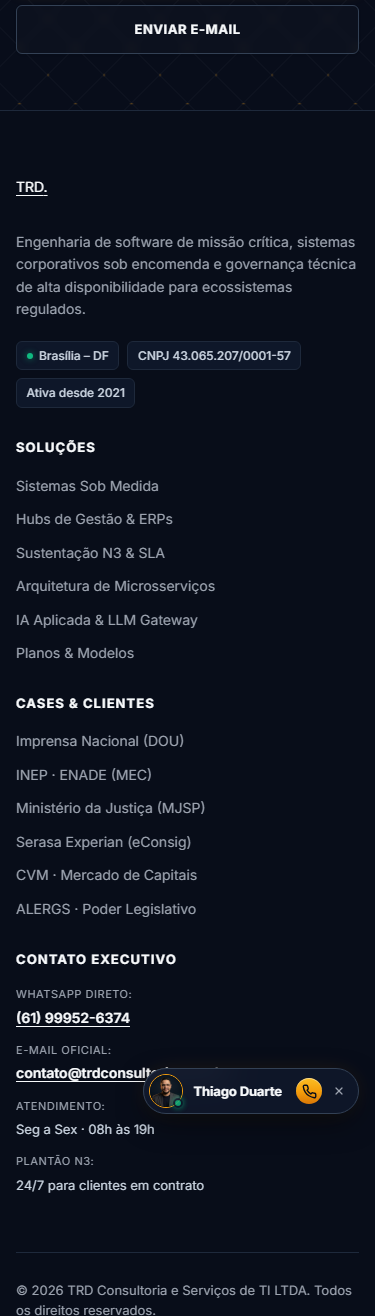 ENVIAR E-MAIL
TRD.
Engenharia de software de missão crítica, sistemas
corporativos sob encomenda e governança técnica
de alta disponibilidade para ecossistemas
regulados.
Brasília – DF
CNPJ 43.065.207/0001-57
Ativa desde 2021
SOLUÇÕES
Sistemas Sob Medida
Hubs de Gestão & ERPs
Sustentação N3 & SLA
Arquitetura de Microsserviços
IA Aplicada & LLM Gateway
Planos & Modelos
CASES & CLIENTES
Imprensa Nacional (DOU)
INEP · ENADE (MEC)
Ministério da Justiça (MJSP)
Serasa Experian (eConsig)
CVM · Mercado de Capitais
ALERGS · Poder Legislativo
CONTATO EXECUTIVO
WHATSAPP DIRETO:
(61) 99952-6374
E-MAIL OFICIAL:
contato@trdconsult
Thiago Duarte
×
ATENDIMENTO:
Seg a Sex · 08h às 19h
PLANTÃO N3:
24/7 para clientes em contrato
© 2026 TRD Consultoria e Serviços de TI LTDA. Todos
os direitos reservados.